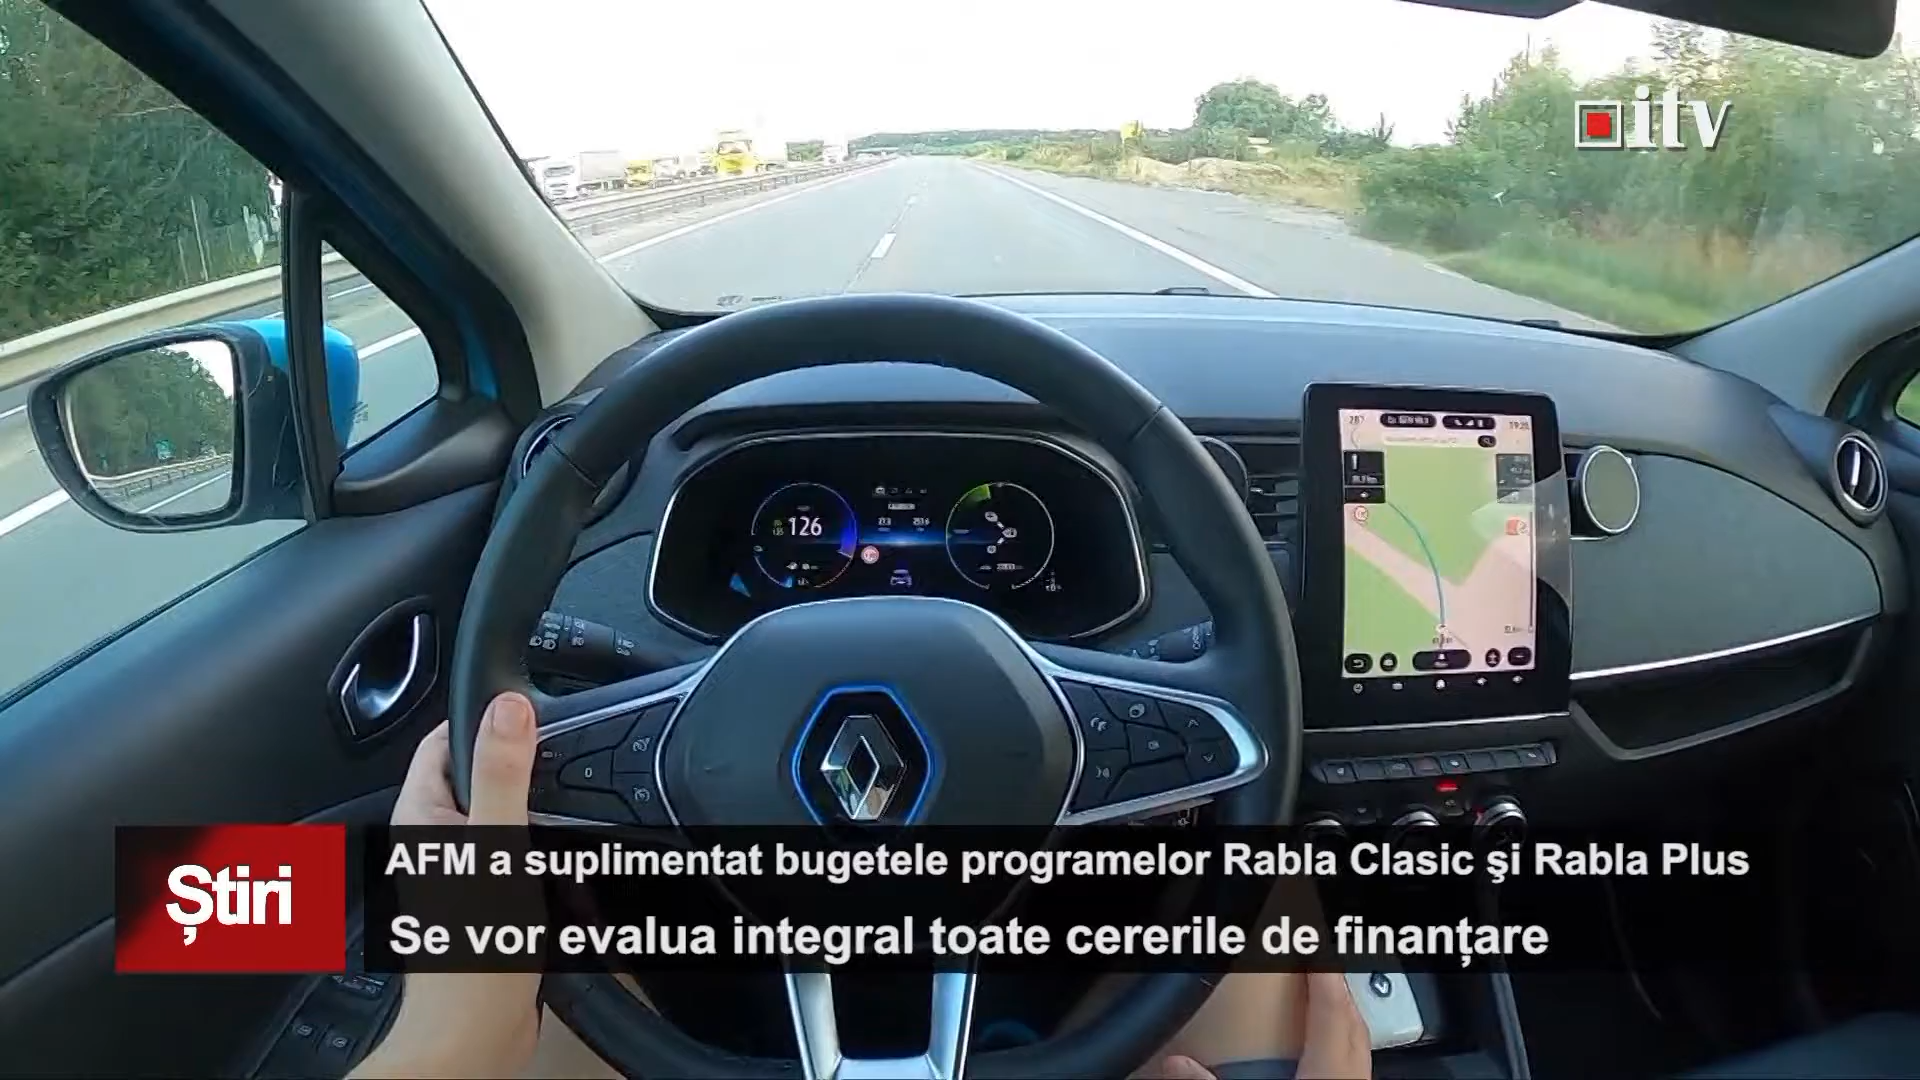 itv
126
Știri
AFM a suplimentat bugetele programelor Rabla Clasic şi Rabla Plus
Se vor evalua integral toate cererile de finanțare